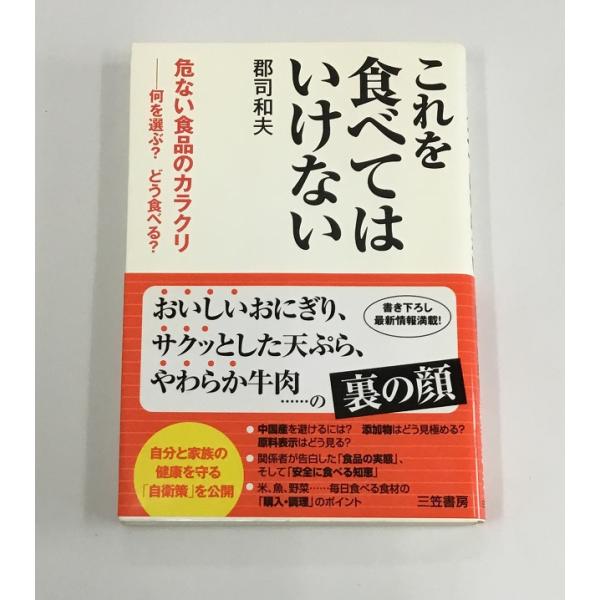 これを
食べては
いけない
郡司和夫
危ない食品のカラクリ
──何を選ぶ？ どう食べる？
おいしいおにぎり、
サクッとした天ぷら、
やわらか牛肉
……の
裏の顔
書き下ろし
最新情報満載！
自分と家族の
健康を守る
「自衛策」を公開
● 中国産を避けるには？ 添加物はどう見極める？
原料表示はどう見る？
● 関係者が告白した「食品の実態」、
そして「安全に食べる知恵」
● 米、魚、野菜……毎日食べる食材の
「購入・調理」のポイント
三笠書房